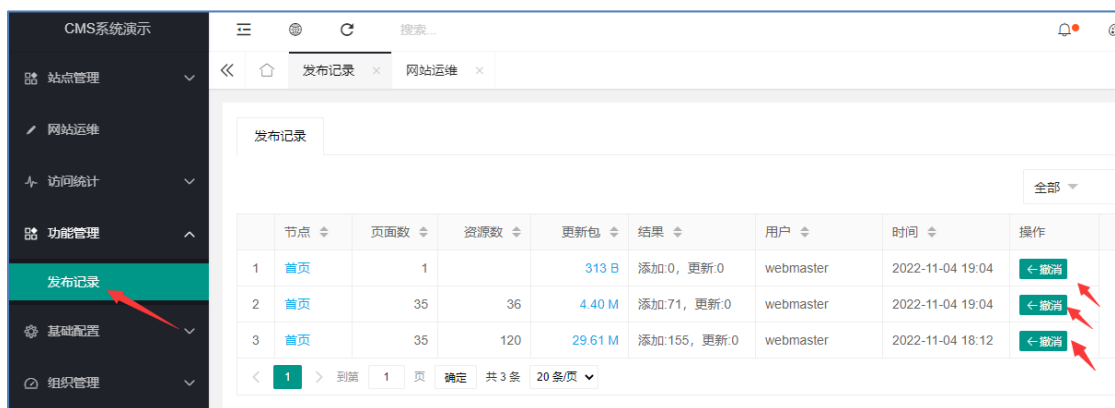 CMS系统演示
搜索...
站点管理
发布记录 × 网站运维 ×
网站运维
发布记录
访问统计
全部
功能管理
节点 页面数 资源数 更新包 结果 用户 时间 操作
发布记录
1 首页 1 313 B 添加:0, 更新:0 webmaster 2022-11-04 19:04 ←撤消
2 首页 35 36 4.40 M 添加:71, 更新:0 webmaster 2022-11-04 19:04 ←撤消
基础配置
3 首页 35 120 29.61 M 添加:155, 更新:0 webmaster 2022-11-04 18:12 ←撤消
组织管理
< 1 > 到第 1 页 确定 共 3 条 20 条/页